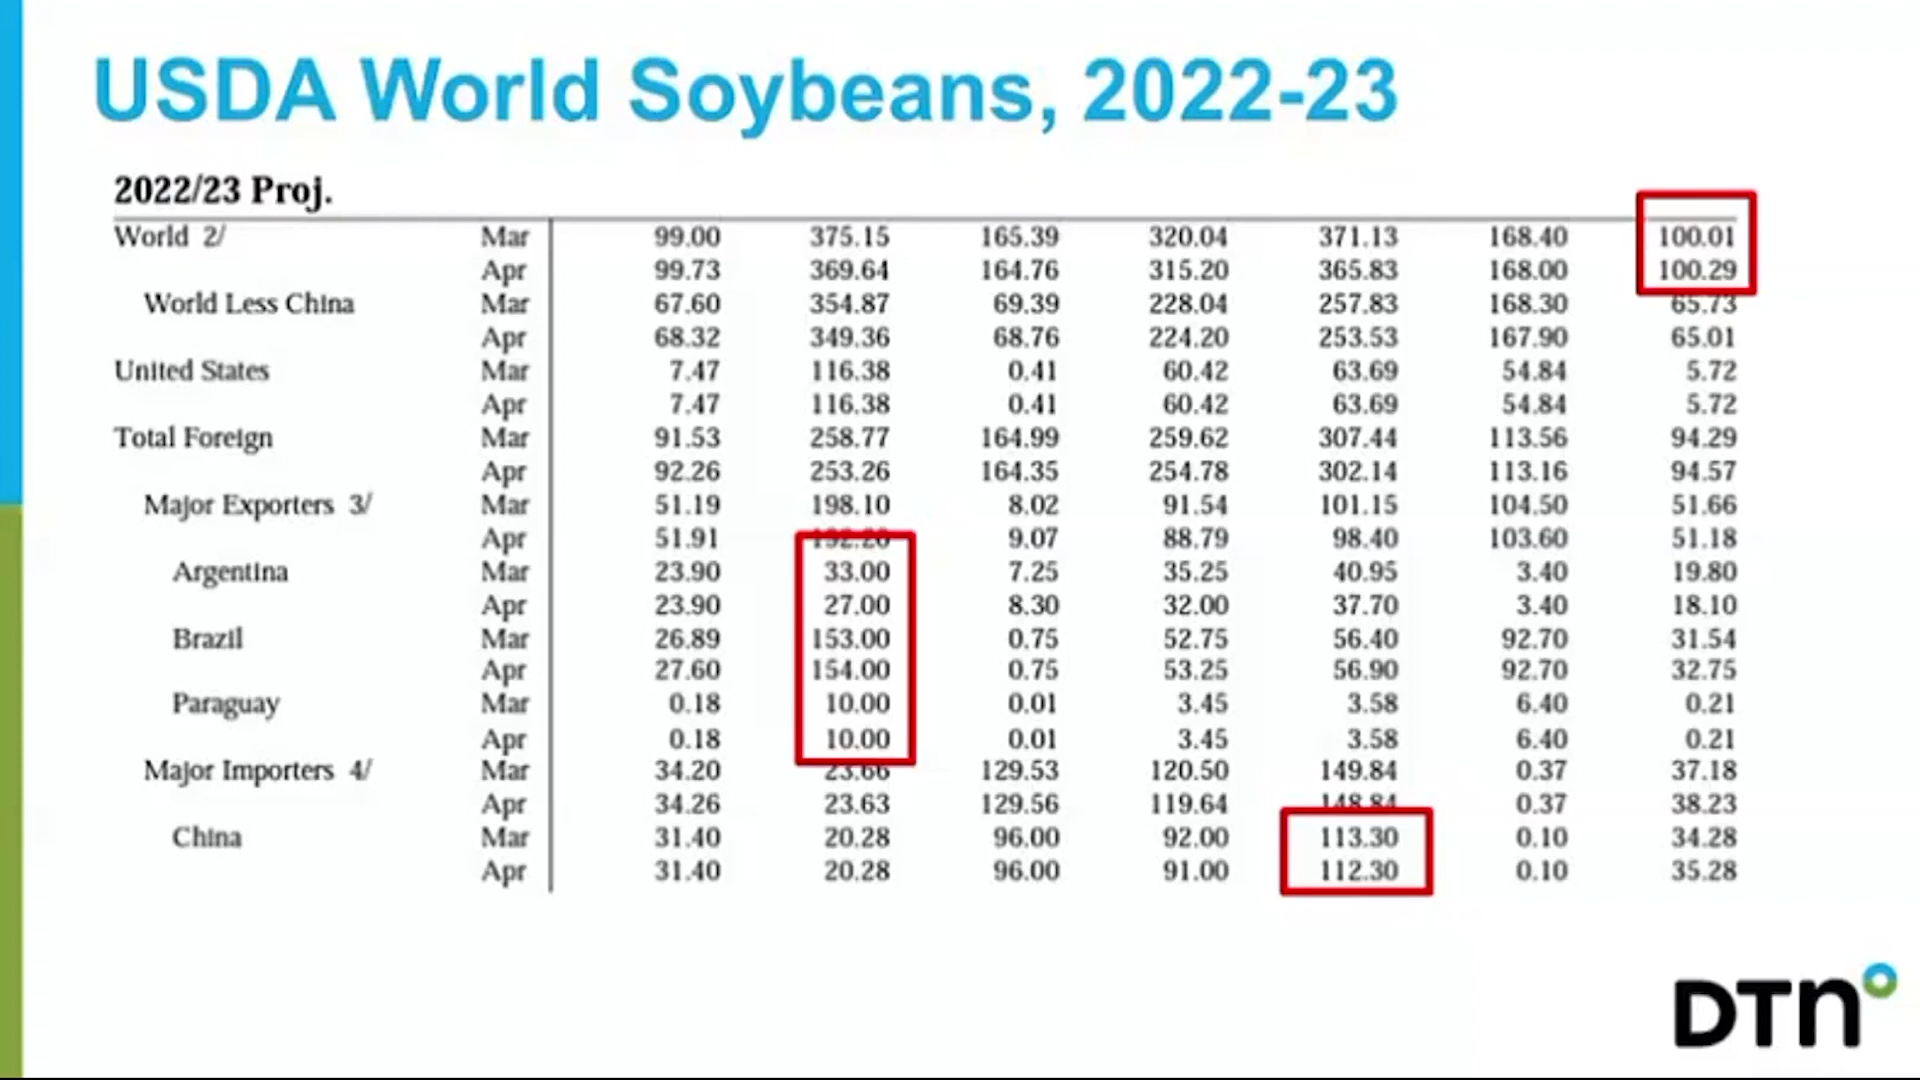 USDA World Soybeans, 2022-23
2022/23 Proj.
World 2/ Mar 99.00 375.15 165.39 320.04 371.13 168.40 100.01
Apr 99.73 369.64 164.76 315.20 365.83 168.00 100.29
World Less China Mar 67.60 354.87 69.39 228.04 257.83 168.30 65.73
Apr 68.32 349.36 68.76 224.20 253.53 167.90 65.01
United States Mar 7.47 116.38 0.41 60.42 63.69 54.84 5.72
Apr 7.47 116.38 0.41 60.42 63.69 54.84 5.72
Total Foreign Mar 91.53 258.77 164.99 259.62 307.44 113.56 94.29
Apr 92.26 253.26 164.35 254.78 302.14 113.16 94.57
Major Exporters 3/ Mar 51.19 198.10 8.02 91.54 101.15 104.50 51.66
Apr 51.91 192.20 9.07 88.79 98.40 103.60 51.18
Argentina Mar 23.90 33.00 7.25 35.25 40.95 3.40 19.80
Apr 23.90 27.00 8.30 32.00 37.70 3.40 18.10
Brazil Mar 26.89 153.00 0.75 52.75 56.40 92.70 31.54
Apr 27.60 154.00 0.75 53.25 56.90 92.70 32.75
Paraguay Mar 0.18 10.00 0.01 3.45 3.58 6.40 0.21
Apr 0.18 10.00 0.01 3.45 3.58 6.40 0.21
Major Importers 4/ Mar 34.20 23.66 129.53 120.50 149.84 0.37 37.18
Apr 34.26 23.63 129.56 119.64 148.84 0.37 38.23
China Mar 31.40 20.28 96.00 92.00 113.30 0.10 34.28
Apr 31.40 20.28 96.00 91.00 112.30 0.10 35.28
DTN